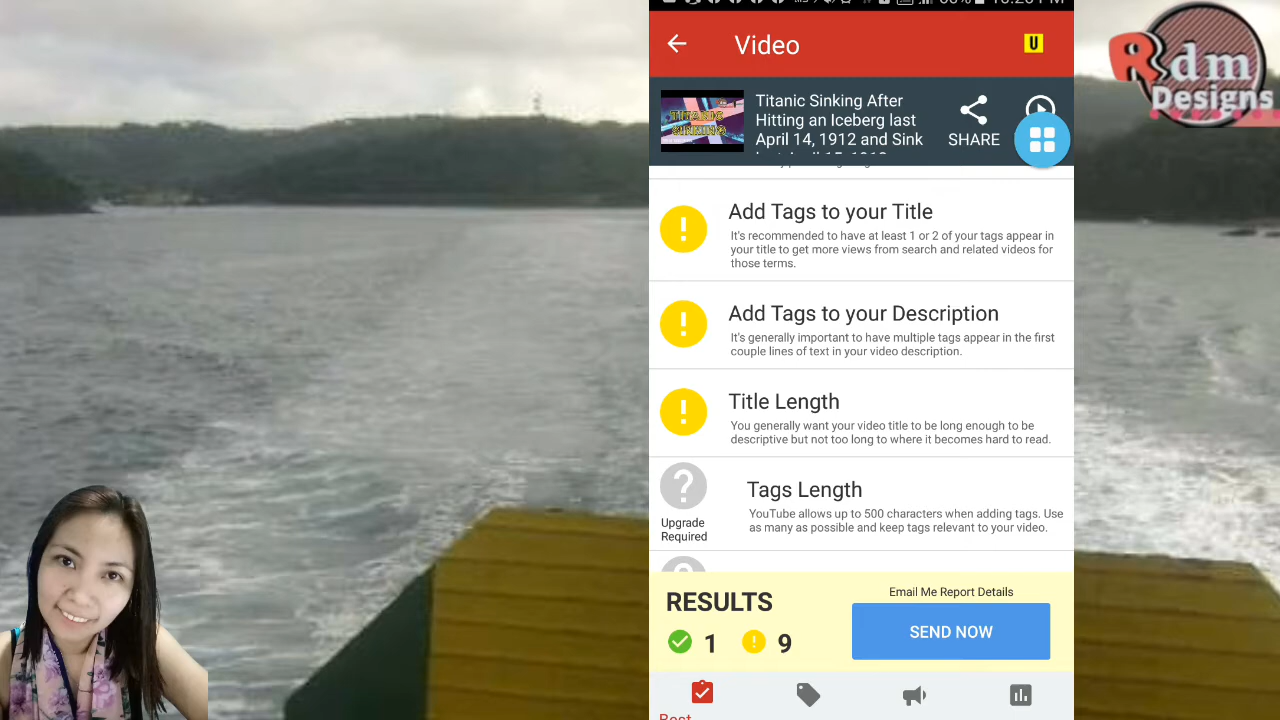 Video
U
Titanic Sinking After
Hitting an Iceberg last
April 14, 1912 and Sink
TITANIC
SINKING
SHARE
Rdm
Designs
Add Tags to your Title
It's recommended to have at least 1 or 2 of your tags appear in
your title to get more views from search and related videos for
those terms.
Add Tags to your Description
It's generally important to have multiple tags appear in the first
couple lines of text in your video description.
Title Length
You generally want your video title to be long enough to be
descriptive but not too long to where it becomes hard to read.
Upgrade
Required
Tags Length
YouTube allows up to 500 characters when adding tags. Use
as many as possible and keep tags relevant to your video.
RESULTS
1
9
Email Me Report Details
SEND NOW